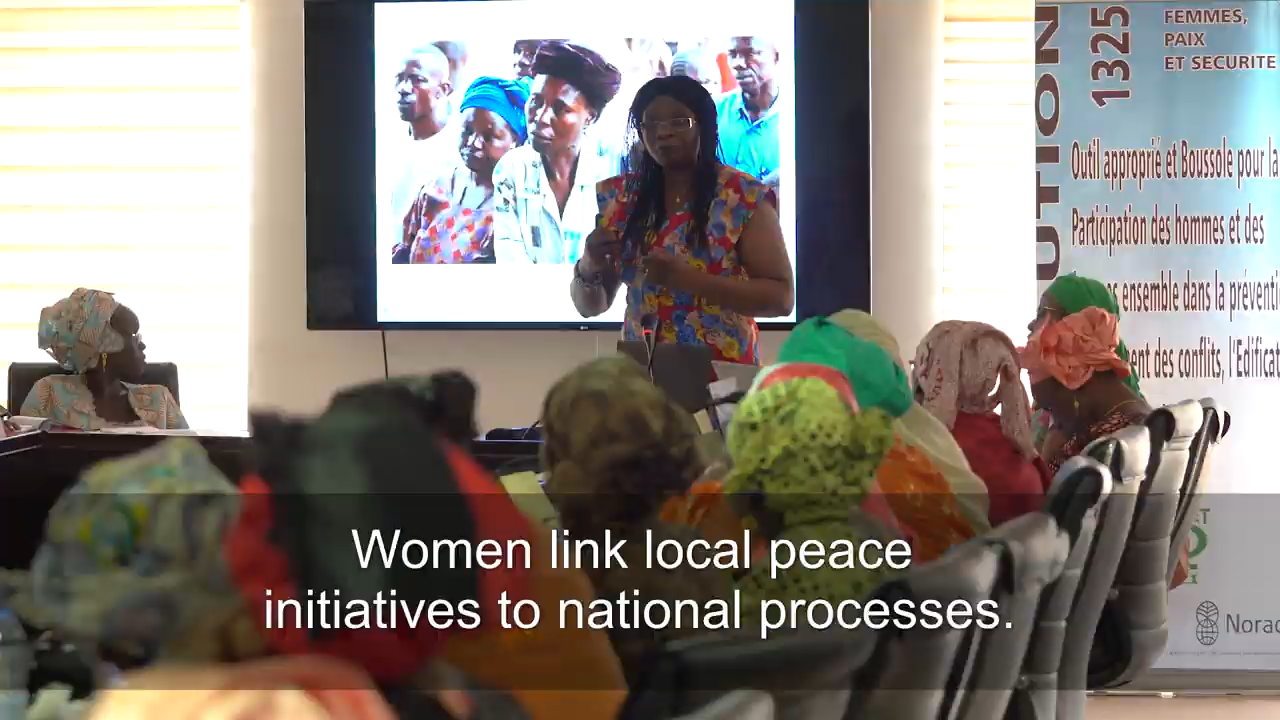 UTION
1325
FEMMES,
PAIX
ET SECURITE
Outil approprié et Boussole pour la
Participation des hommes et des
ensemble dans la préventi
ent des conflits, l'Edificat
Women link local peace
initiatives to national processes.
Norad